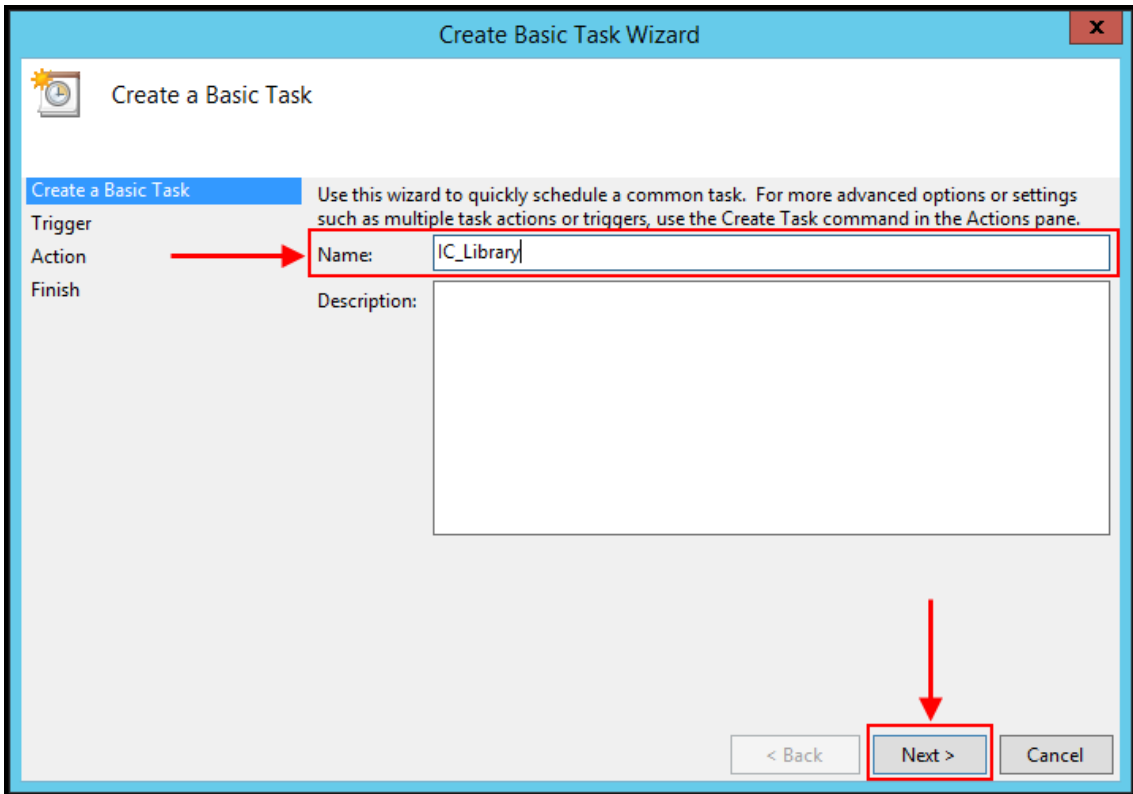 Create Basic Task Wizard
x
Create a Basic Task
Create a Basic Task
Trigger
Action
Finish
Use this wizard to quickly schedule a common task.  For more advanced options or settings
such as multiple task actions or triggers, use the Create Task command in the Actions pane.
Name: IC_Library
Description:
< Back Next > Cancel